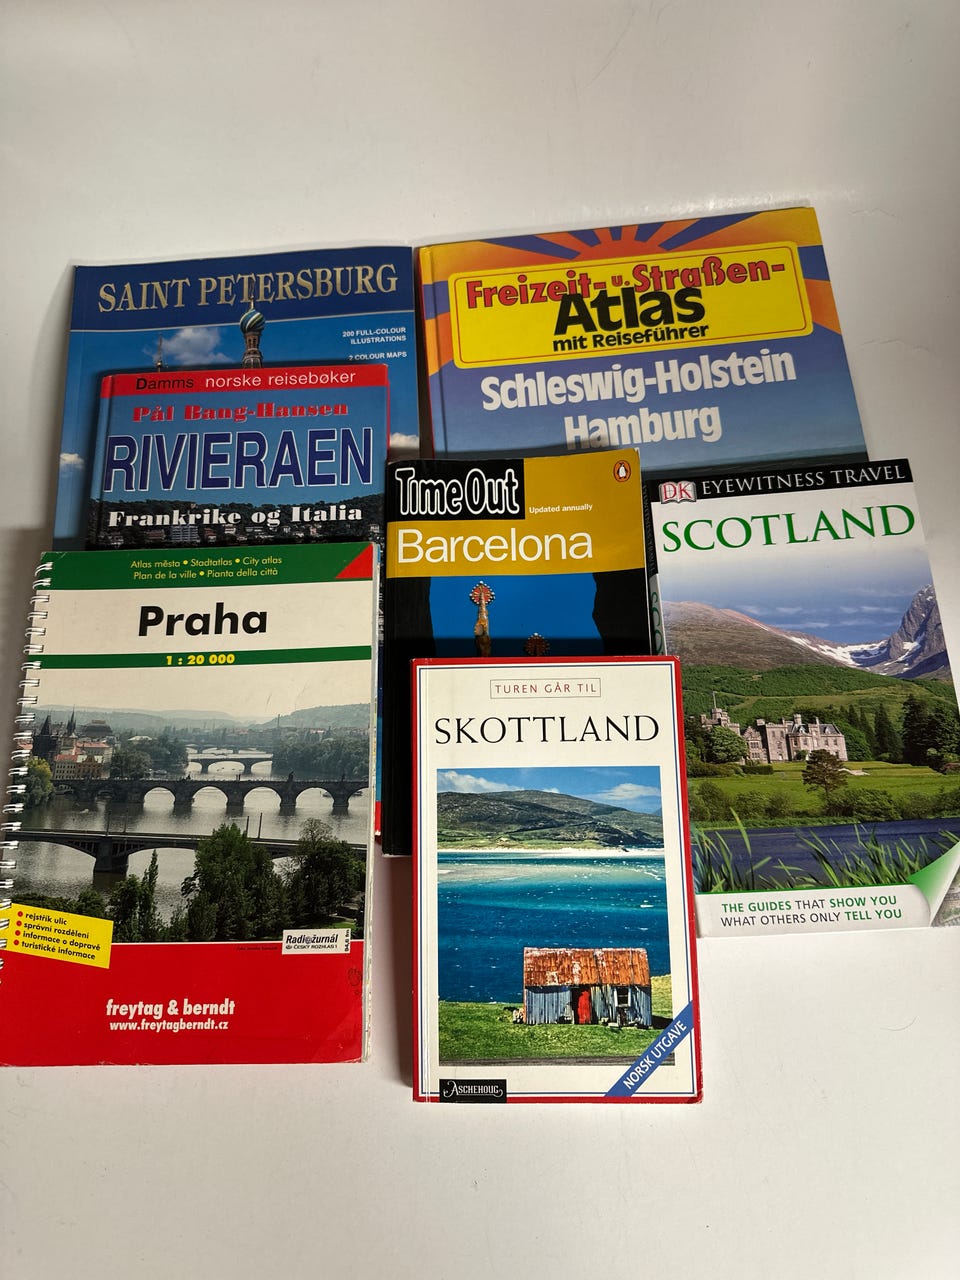 SAINT PETERSBURG
200 FULL-COLOUR
ILLUSTRATIONS
2 COLOUR MAPS
Freizeit- u. Straßen-
Atlas
mit Reiseführer
Schleswig-Holstein
Hamburg
Damms norske reisebøker
Pål Bang-Hansen
RIVIERAEN
Frankrike og Italia
Time Out
Updated annually
Barcelona
DK EYEWITNESS TRAVEL
SCOTLAND
THE GUIDES THAT SHOW YOU
WHAT OTHERS ONLY TELL YOU
Atlas města • Stadtatlas • City atlas
Plan de la ville • Pianta della città
Praha
1 : 20 000
• rejstřík ulic
• správní rozdělení
• informace o dopravě
• turistické informace
Radiožurnál
ČESKÝ ROZHLAS 1
94,6 fm
freytag & berndt
www.freytagberndt.cz
TUREN GÅR TIL
SKOTTLAND
NORSK UTGAVE
ASCHEHOUG